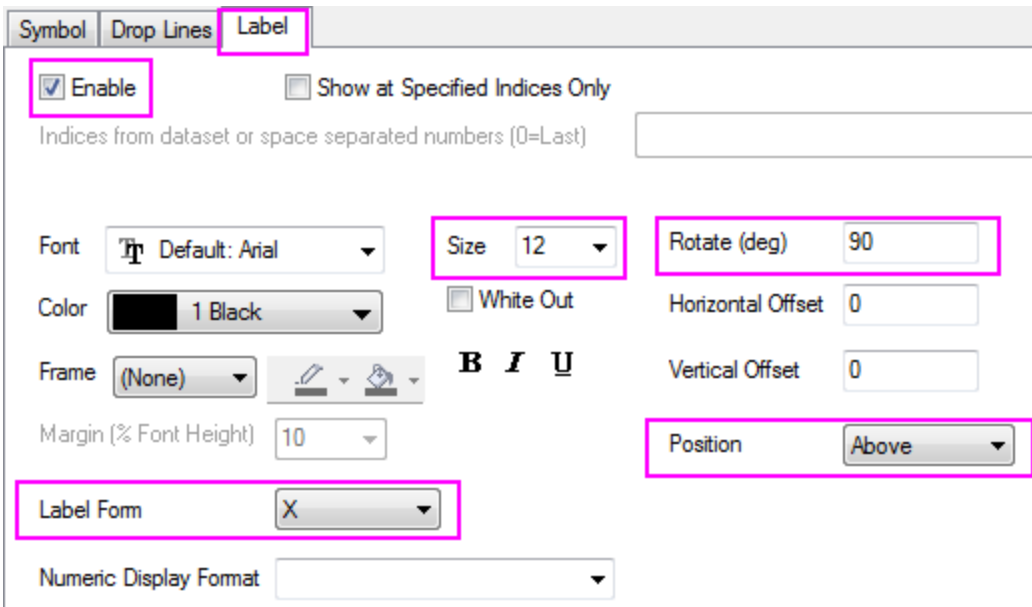 Symbol Drop Lines Label
Enable Show at Specified Indices Only
Indices from dataset or space separated numbers (0=Last)
Font Default: Arial Size 12 Rotate (deg) 90
Color 1 Black White Out Horizontal Offset 0
Frame (None) B I U Vertical Offset 0
Margin (% Font Height) 10 Position Above
Label Form X
Numeric Display Format